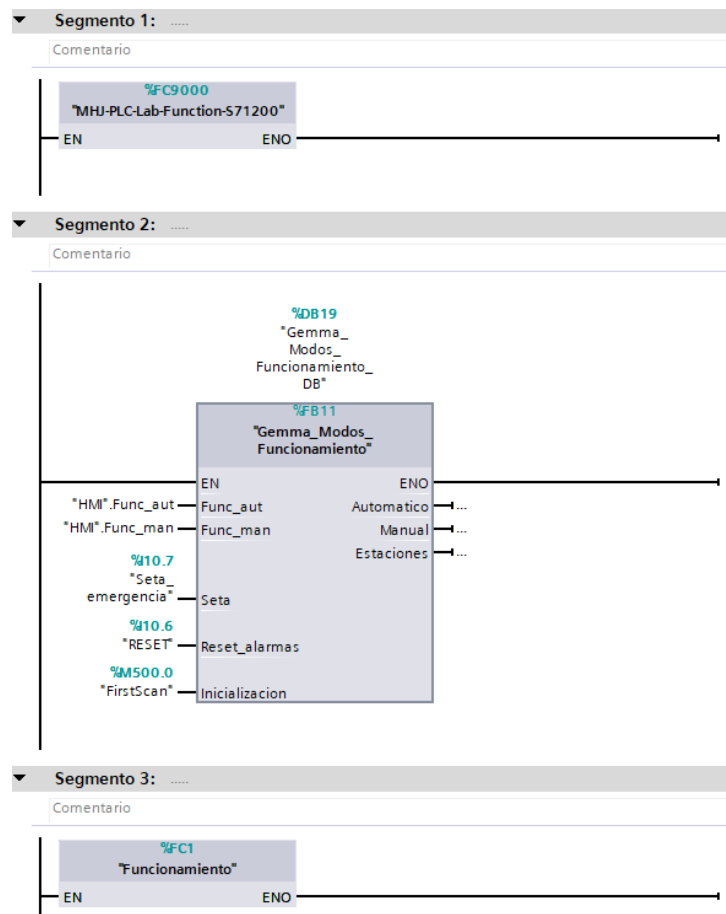 Segmento 1: .....
Comentario
%FC9000
"MHJ-PLC-Lab-Function-S71200"
EN ENO
Segmento 2: .....
Comentario
%DB19
"Gemma_
Modos_
Funcionamiento_
DB"
%FB11
"Gemma_Modos_
Funcionamiento"
EN ENO
"HMI".Func_aut Func_aut Automatico ...
"HMI".Func_man Func_man Manual ...
Estaciones ...
%I10.7
"Seta_
emergencia" Seta
%I10.6
"RESET" Reset_alarmas
%M500.0
"FirstScan" Inicializacion
Segmento 3: .....
Comentario
%FC1
"Funcionamiento"
EN ENO